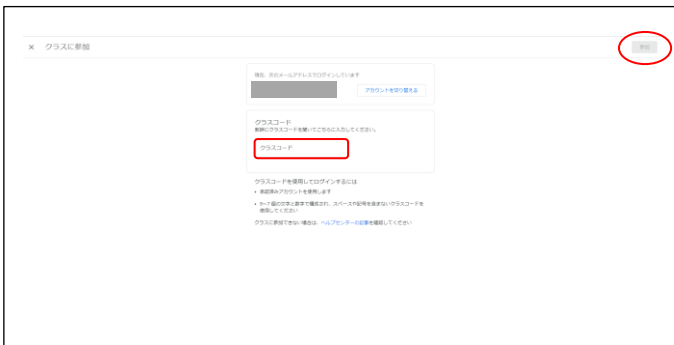 × クラスに参加
参加
現在、次のメールアドレスでログインしています
アカウントを切り替える
クラスコード
教師にクラスコードを聞いてこちらに入力してください。
クラスコード
クラスコードを使用してログインするには
• 承認済みアカウントを使用します
• 5～7 個の文字と数字で構成され、スペースや記号を含まないクラスコードを
使用してください
クラスに参加できない場合は、ヘルプセンターの記事を確認してください